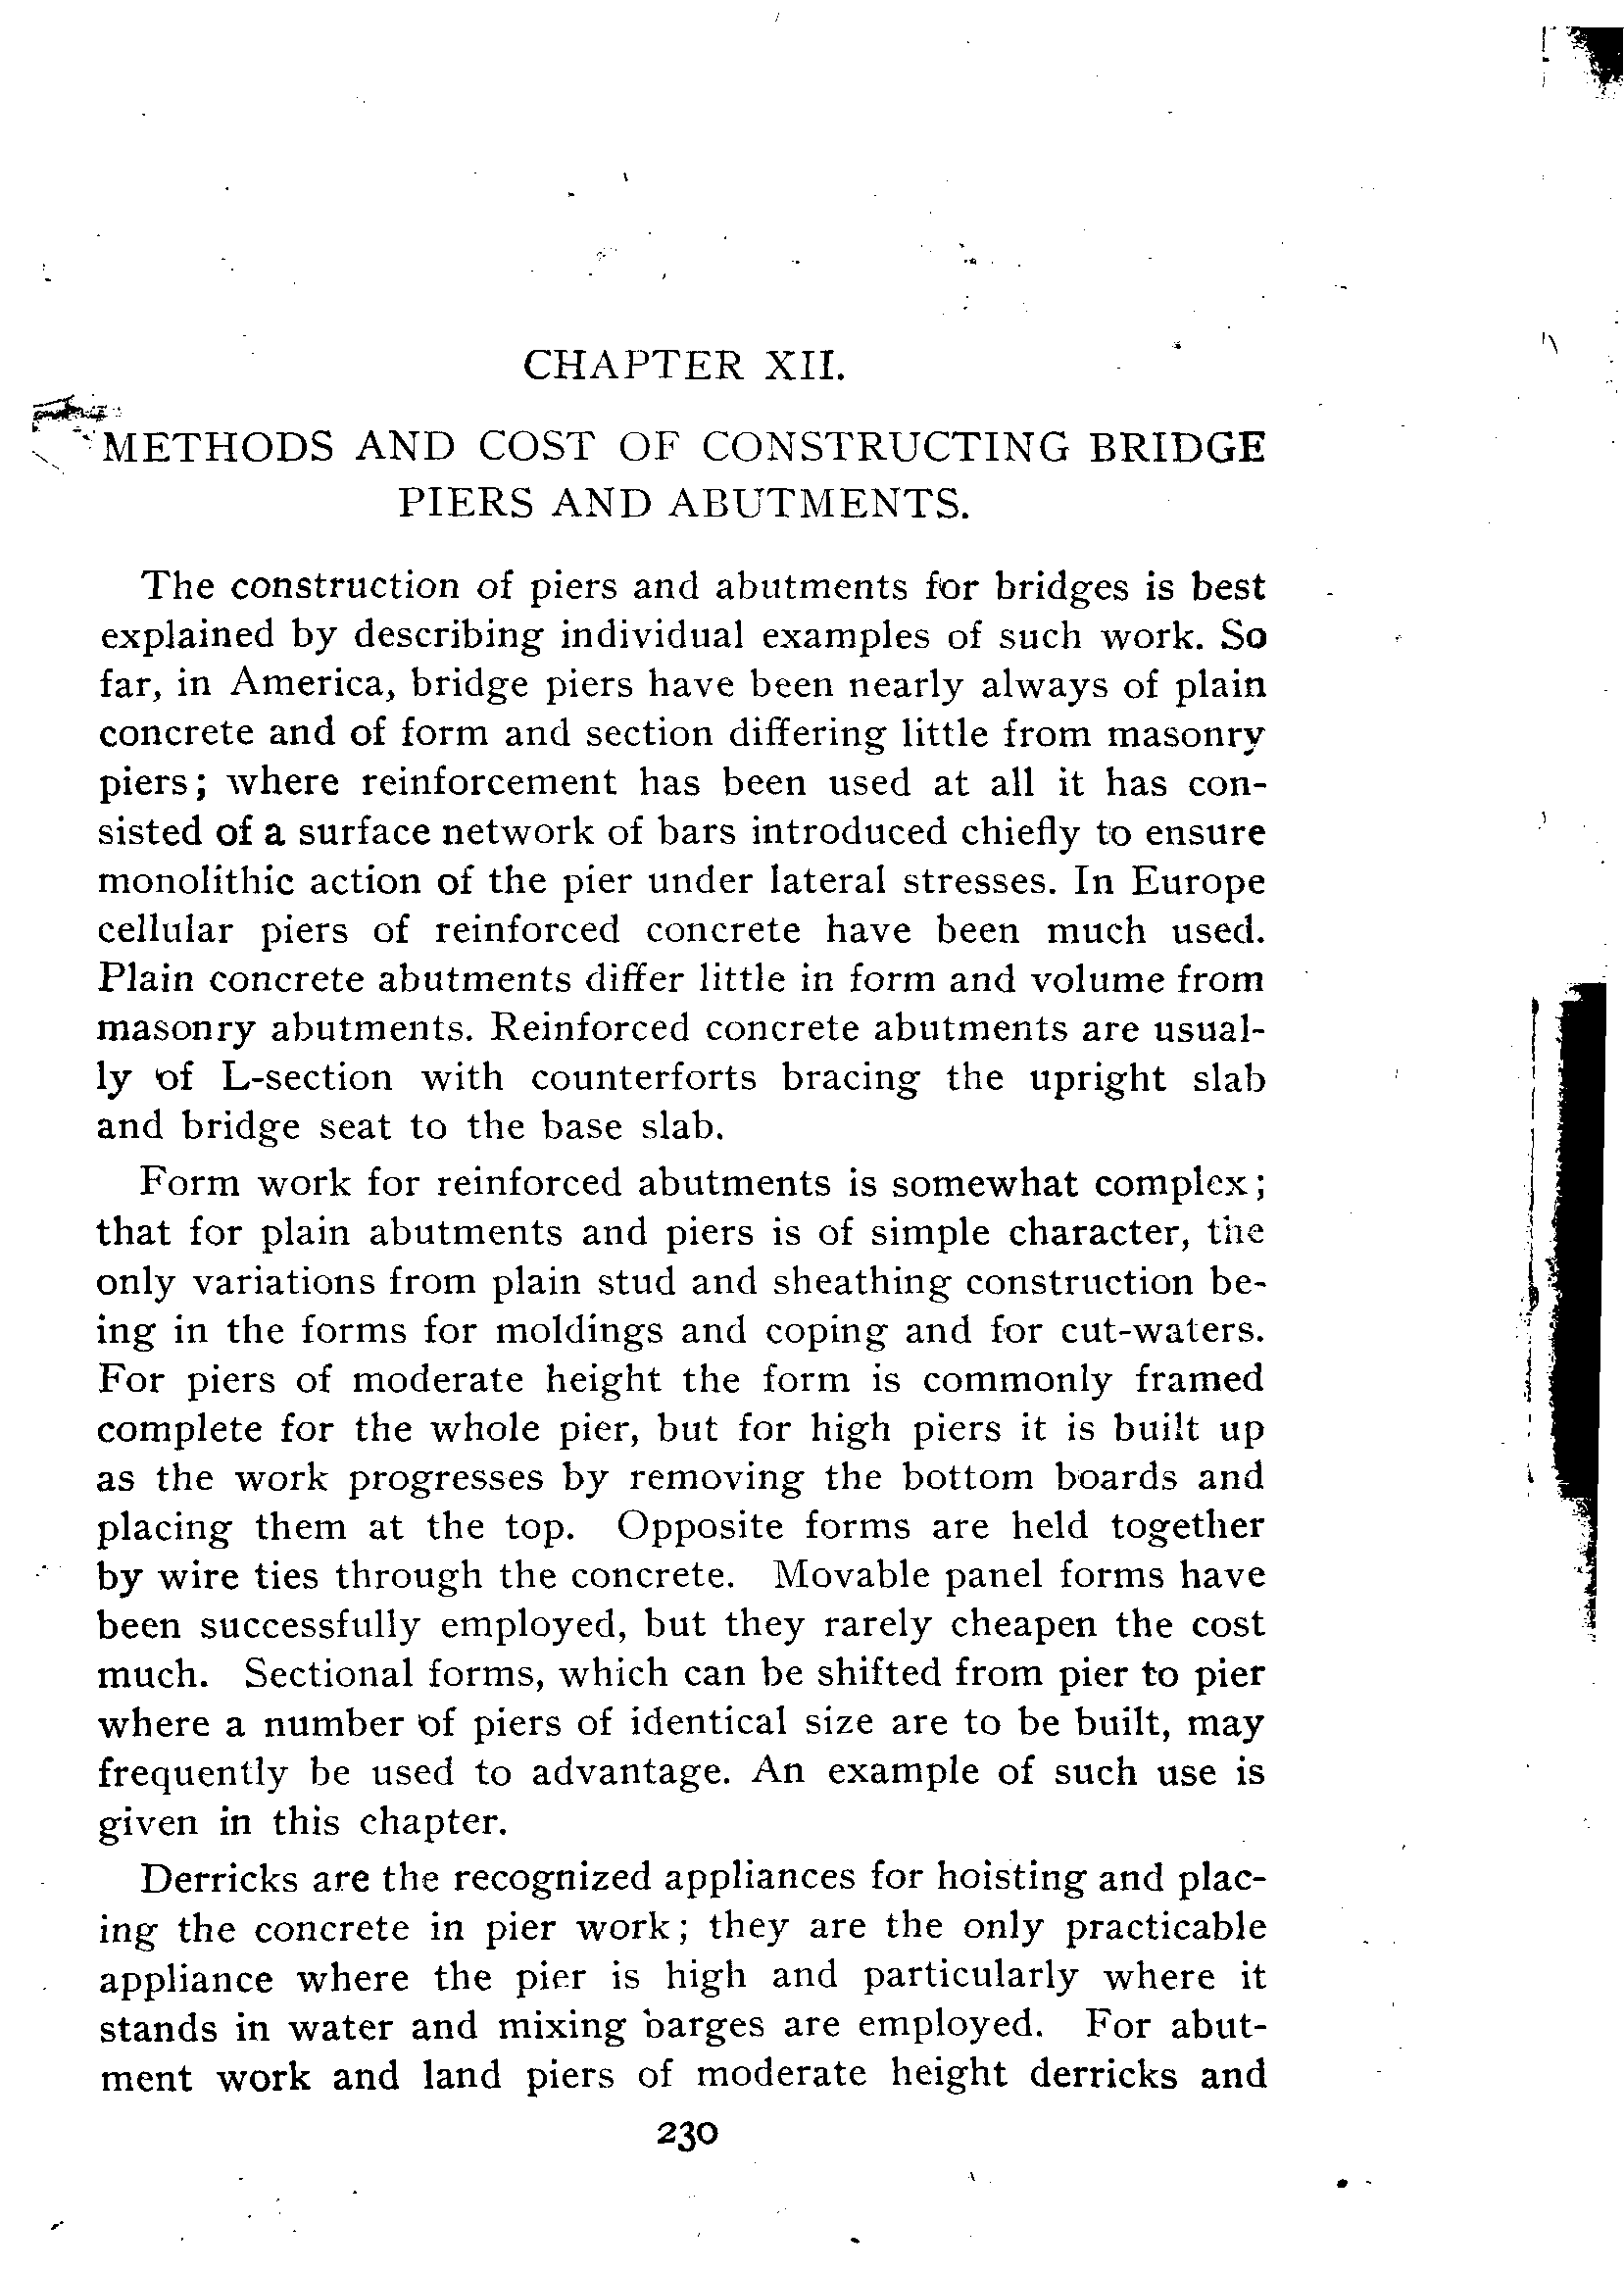 CHAPTER XII.
METHODS AND COST OF CONSTRUCTING BRIDGE
PIERS AND ABUTMENTS.
The construction of piers and abutments for bridges is best
explained by describing individual examples of such work. So
far, in America, bridge piers have been nearly always of plain
concrete and of form and section differing little from masonry
piers; where reinforcement has been used at all it has con-
sisted of a surface network of bars introduced chiefly to ensure
monolithic action of the pier under lateral stresses. In Europe
cellular piers of reinforced concrete have been much used.
Plain concrete abutments differ little in form and volume from
masonry abutments. Reinforced concrete abutments are usual-
ly of L-section with counterforts bracing the upright slab
and bridge seat to the base slab.
Form work for reinforced abutments is somewhat complex;
that for plain abutments and piers is of simple character, the
only variations from plain stud and sheathing construction be-
ing in the forms for moldings and coping and for cut-waters.
For piers of moderate height the form is commonly framed
complete for the whole pier, but for high piers it is built up
as the work progresses by removing the bottom boards and
placing them at the top. Opposite forms are held together
by wire ties through the concrete. Movable panel forms have
been successfully employed, but they rarely cheapen the cost
much. Sectional forms, which can be shifted from pier to pier
where a number of piers of identical size are to be built, may
frequently be used to advantage. An example of such use is
given in this chapter.
Derricks are the recognized appliances for hoisting and plac-
ing the concrete in pier work; they are the only practicable
appliance where the pier is high and particularly where it
stands in water and mixing barges are employed. For abut-
ment work and land piers of moderate height derricks and
230